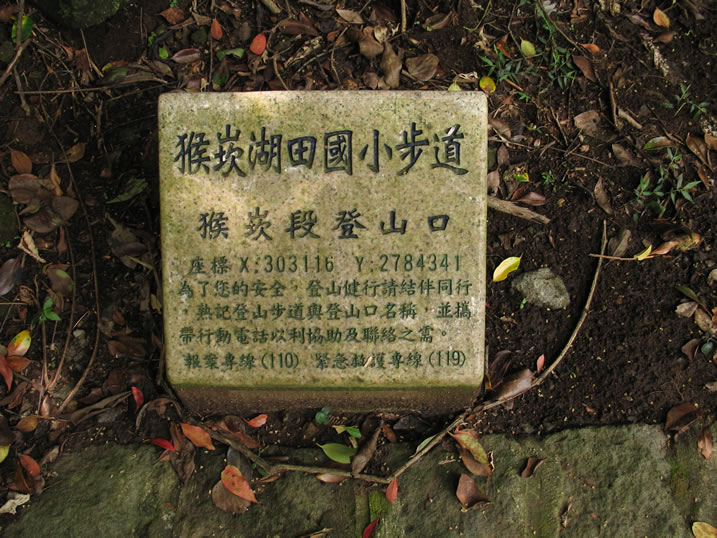 猴崁湖田國小步道
猴崁段登山口
座標 X:303116 Y:2784341
為了您的安全,登山健行請結伴同行
,熟記登山步道與登山口名稱,並攜
帶行動電話以利協助及聯絡之需。
報案專線(110) 緊急救護專線(119)